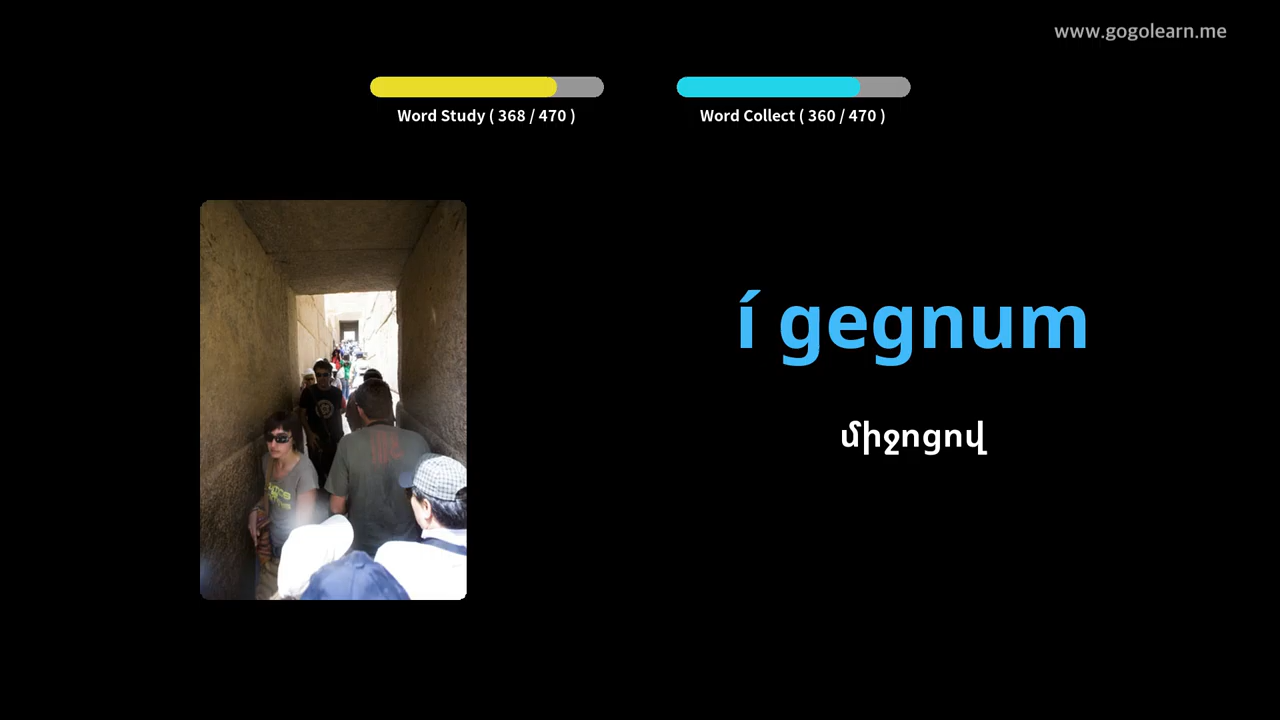 www.gogolearn.me
Word Study ( 368 / 470 )
Word Collect ( 360 / 470 )
í gegnum
միջոցով